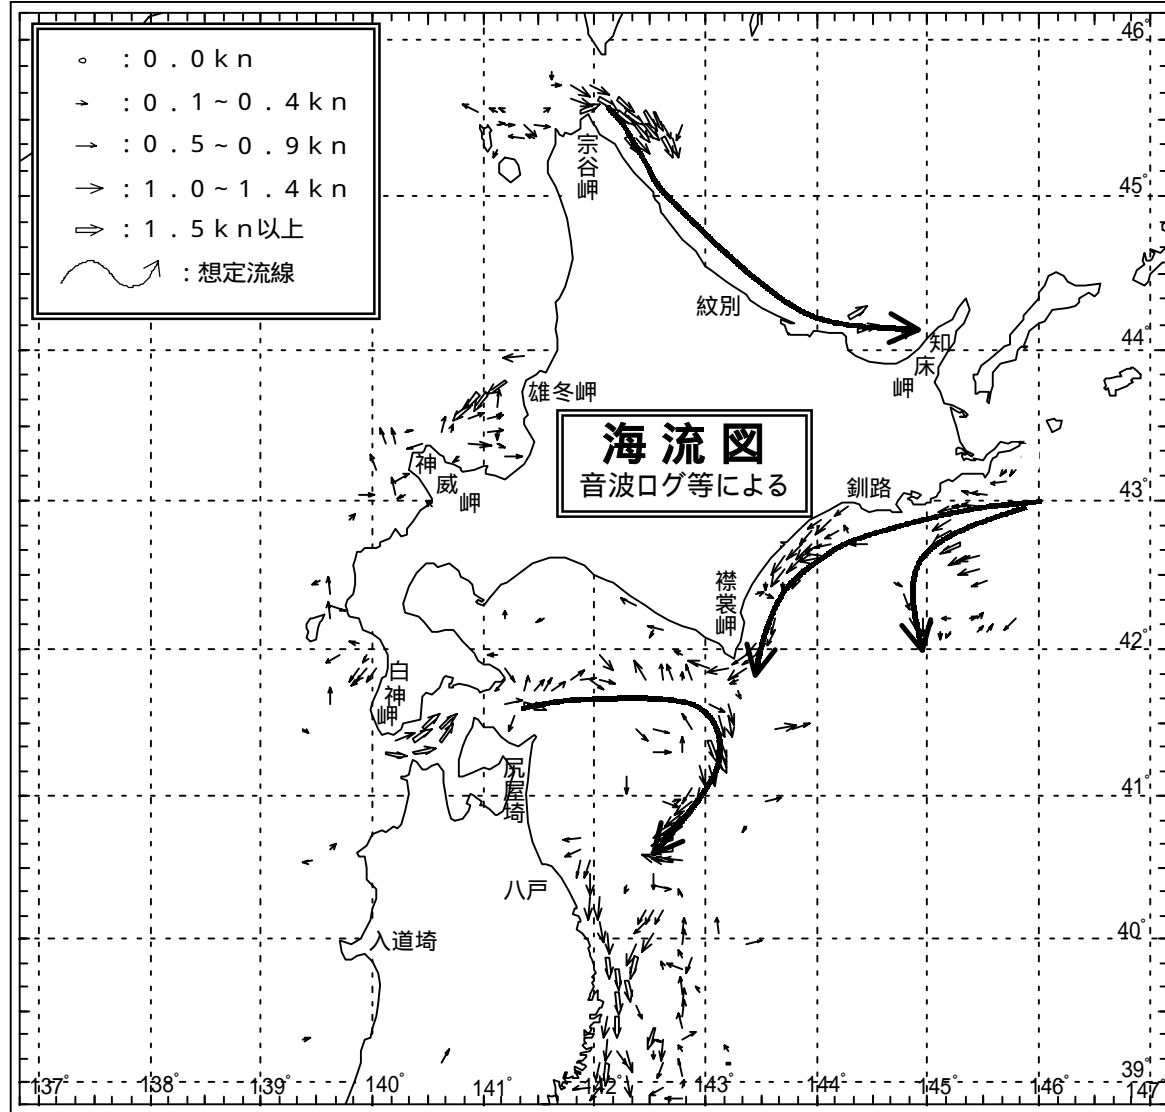 :0.0kn
:0.1~0.4kn
:0.5~0.9kn
:1.0~1.4kn
:1.5kn以上
:想定流線
46°
宗谷岬
45°
紋別
44°
知床岬
雄冬岬
海流図
音波ログ等による
神威岬
釧路
43°
襟裳岬
42°
白神岬
尻屋埼
41°
八戸
入道埼
40°
39°
137°
138°
139°
140°
141°
142°
143°
144°
145°
146°
147